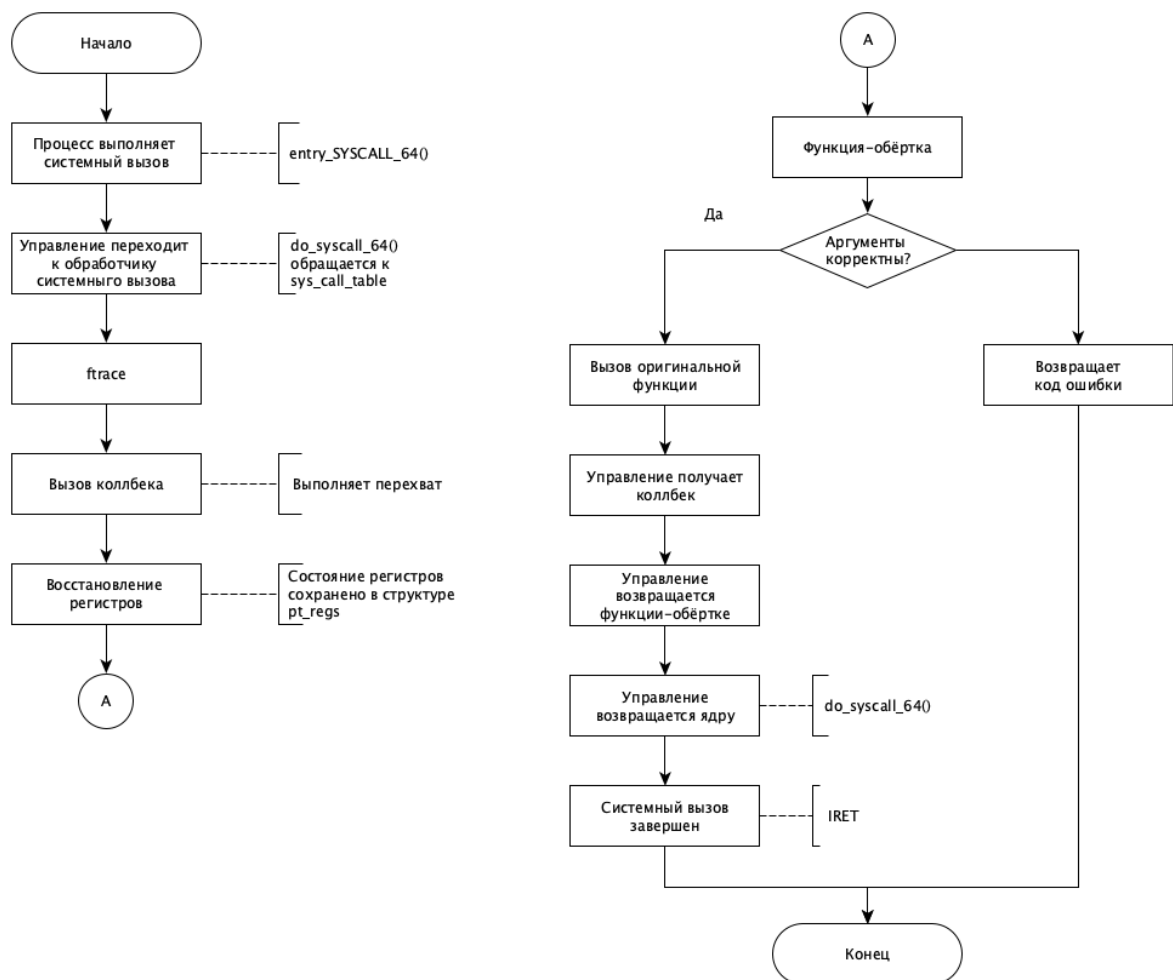 Начало
Процесс выполняет
системный вызов
entry_SYSCALL_64()
Управление переходит
к обработчику
системного вызова
do_syscall_64()
обращается к
sys_call_table
ftrace
Вызов коллбека
Выполняет перехват
Восстановление
регистров
Состояние регистров
сохранено в структуре
pt_regs
A
A
Функция-обёртка
Аргументы
корректны?
Да
Вызов оригинальной
функции
Возвращает
код ошибки
Управление получает
коллбек
Управление
возвращается
функции-обёртке
Управление
возвращается ядру
do_syscall_64()
Системный вызов
завершен
IRET
Конец